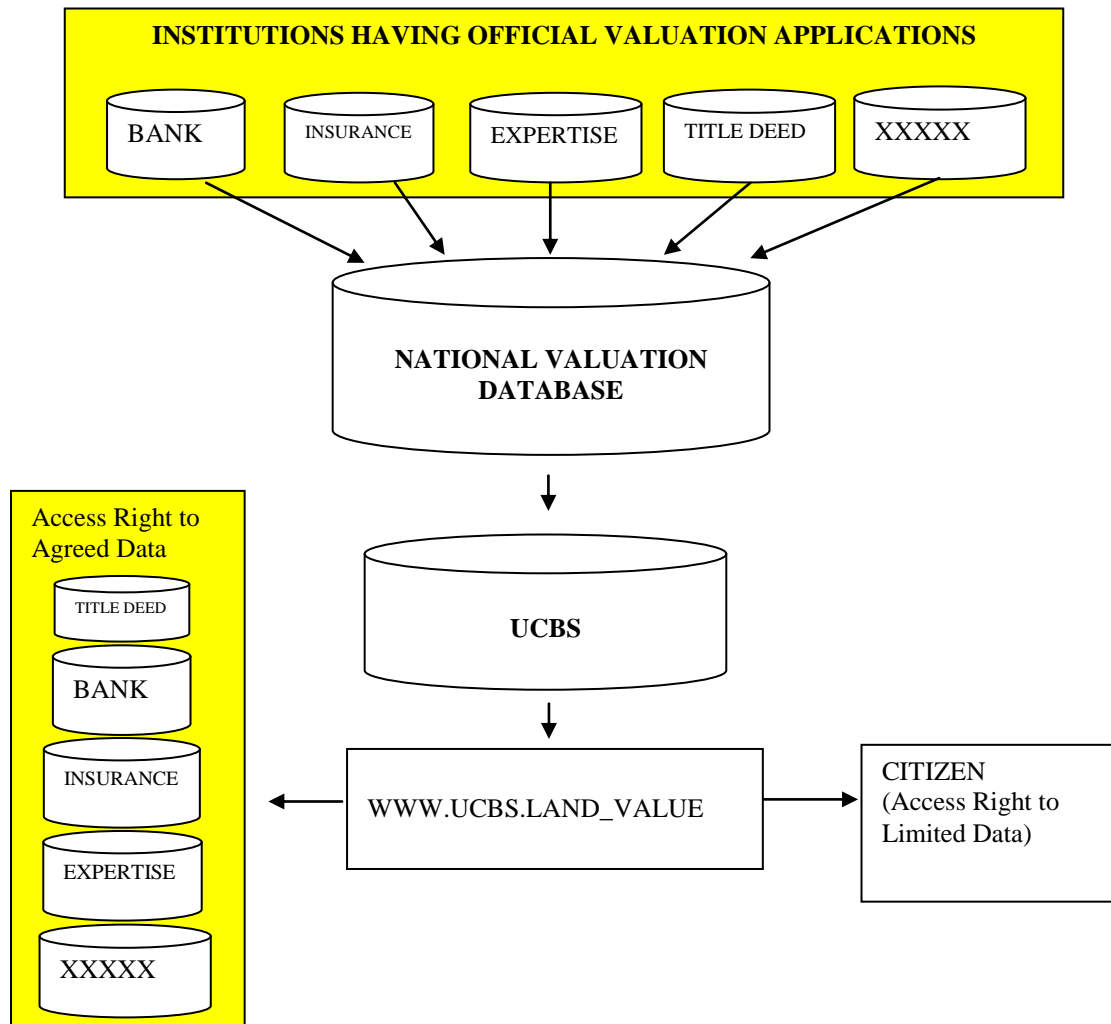 INSTITUTIONS HAVING OFFICIAL VALUATION APPLICATIONS
BANK
INSURANCE
EXPERTISE
TITLE DEED
XXXXX
NATIONAL VALUATION
DATABASE
Access Right to
Agreed Data
TITLE DEED
BANK
INSURANCE
EXPERTISE
XXXXX
UCBS
WWW.UCBS.LAND_VALUE
CITIZEN
(Access Right to
Limited Data)